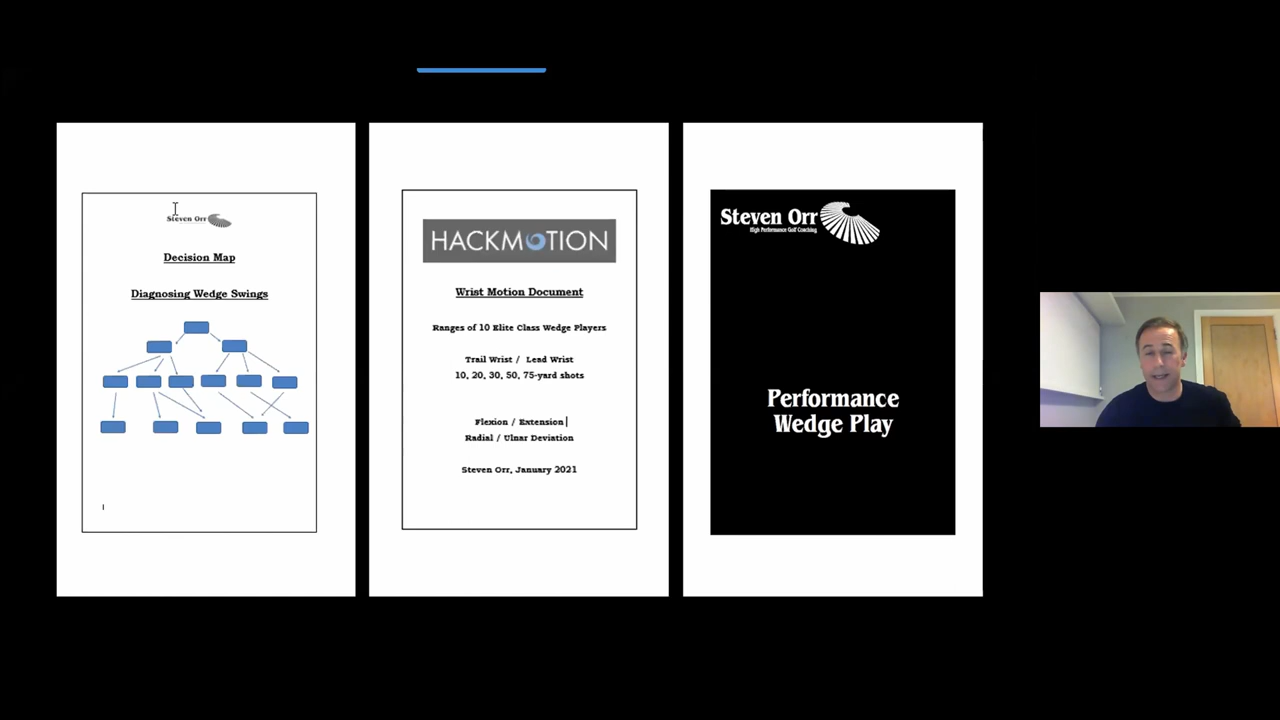 Steven Orr
Decision Map
Diagnosing Wedge Swings
HACKMOTION
Wrist Motion Document
Ranges of 10 Elite Class Wedge Players
Trail Wrist / Lead Wrist
10, 20, 30, 50, 75-yard shots
Flexion / Extension
Radial / Ulnar Deviation
Steven Orr, January 2021
Steven Orr
High Performance Golf Coaching
Performance
Wedge Play